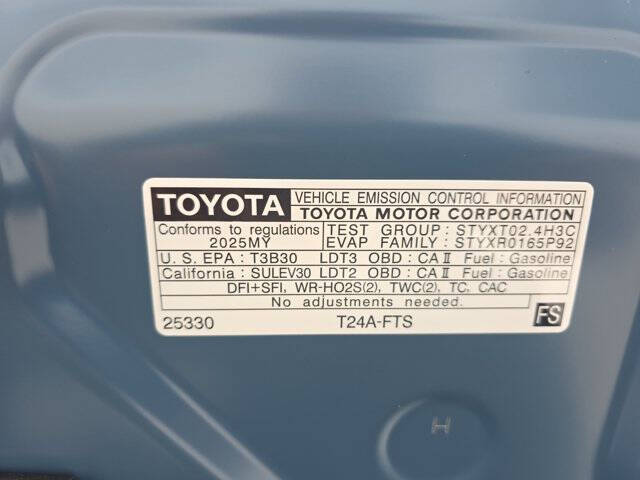 TOYOTA VEHICLE EMISSION CONTROL INFORMATION
TOYOTA MOTOR CORPORATION
Conforms to regulations TEST GROUP : STYXT02.4H3C
2025MY EVAP FAMILY : STYXR0165P92
U.S. EPA : T3B30 LDT3 OBD : CA II Fuel : Gasoline
California : SULEV30 LDT2 OBD : CA II Fuel : Gasoline
DFI+SFI, WR-HO2S(2), TWC(2), TC, CAC
No adjustments needed.
25330 T24A-FTS FS
H